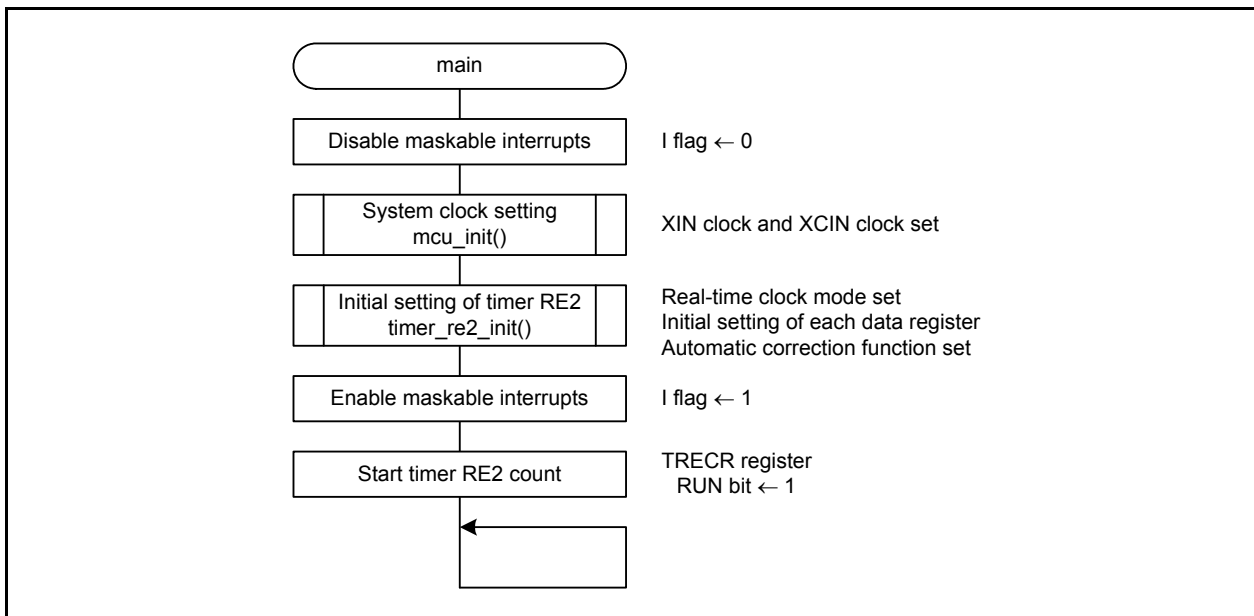 main
Disable maskable interrupts
I flag ← 0
System clock setting
mcu_init()
XIN clock and XCIN clock set
Initial setting of timer RE2
timer_re2_init()
Real-time clock mode set
Initial setting of each data register
Automatic correction function set
Enable maskable interrupts
I flag ← 1
Start timer RE2 count
TRECR register
RUN bit ← 1